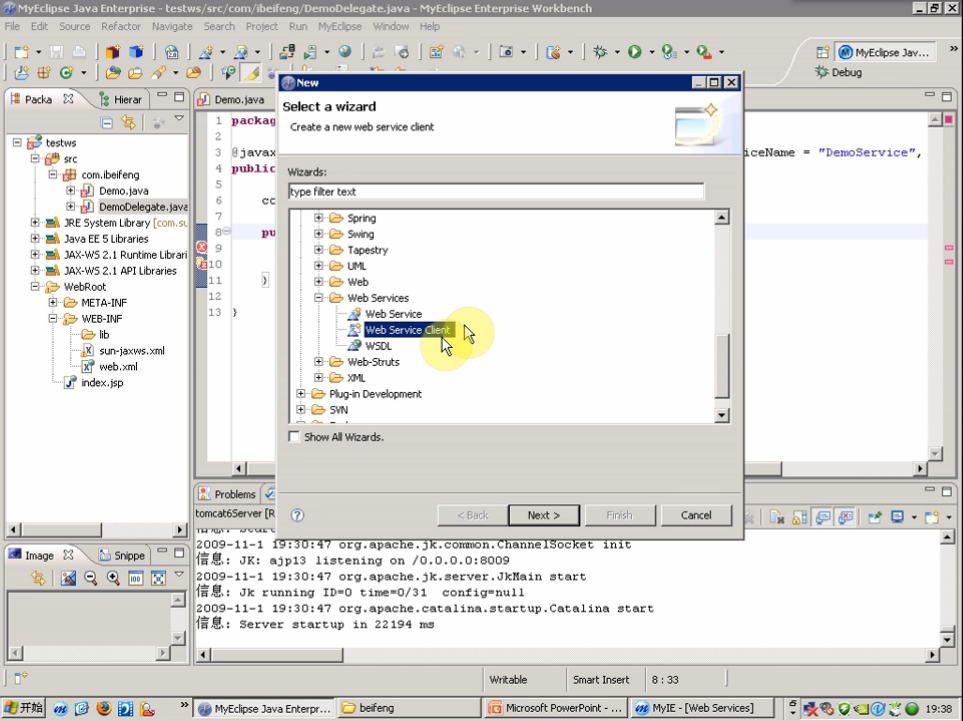 MyEclipse Java Enterprise - testws/src/com/ibeifeng/DemoDelegate.java - MyEclipse Enterprise Workbench
File Edit Source Refactor Navigate Search Project Run MyEclipse Window Help
MyEclipse Jav...
Debug
Packa
Hierar
testws
src
com.ibeifeng
Demo.java
DemoDelegate.java
JRE System Library [com.su
Java EE 5 Libraries
JAX-WS 2.1 Runtime Librari
JAX-WS 2.1 API Libraries
WebRoot
META-INF
WEB-INF
lib
sun-jaxws.xml
web.xml
index.jsp
Demo.java
1 packag
2
3 @javax
iceName = "DemoService",
4 public
5
6 co
7
8 pu
9
10
11 }
12
13 }
New
Select a wizard
Create a new web service client
Wizards:
type filter text
Spring
Swing
Tapestry
UML
Web
Web Services
Web Service
Web Service Client
WSDL
Web-Struts
XML
Plug-in Development
SVN
Show All Wizards.
< Back
Next >
Finish
Cancel
Problems
tomcat6Server [R
2009-11-1 19:30:47 org.apache.jk.common.ChannelSocket init
信息: JK: ajp13 listening on /0.0.0.0:8009
2009-11-1 19:30:47 org.apache.jk.server.JkMain start
信息: Jk running ID=0 time=0/31 config=null
2009-11-1 19:30:47 org.apache.catalina.startup.Catalina start
信息: Server startup in 22194 ms
Image
Snippe
Writable
Smart Insert
8 : 33
开始
MyEclipse Java Enterpr...
beifeng
Microsoft PowerPoint - ...
MyIE - [Web Services]
19:38